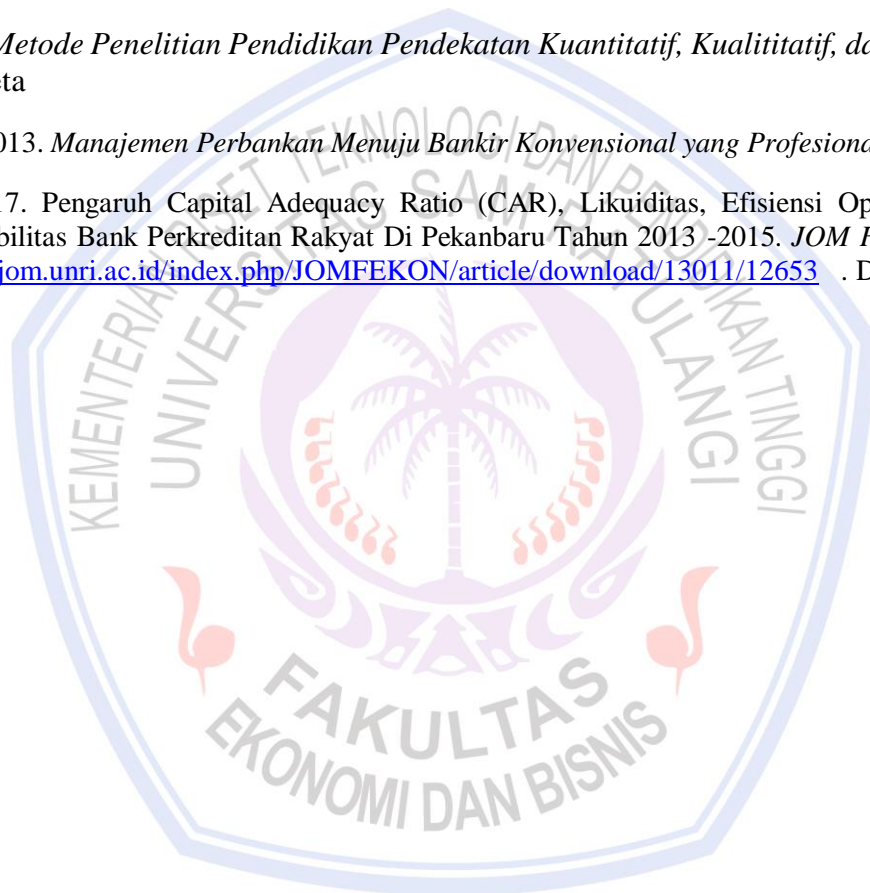 Metode Penelitian Pendidikan Pendekatan Kuantitatif, Kualititatif, da
eta
013. Manajemen Perbankan Menuju Bankir Konvensional yang Profesiona
17. Pengaruh Capital Adequacy Ratio (CAR), Likuiditas, Efisiensi Op
bilitas Bank Perkreditan Rakyat Di Pekanbaru Tahun 2013 -2015. JOM F
jom.unri.ac.id/index.php/JOMFEKON/article/download/13011/12653 . D
KEMENTERIAN RISET TEKNOLOGI DAN PENDIDIKAN TINGGI
UNIVERSITAS SAM RATULANGI
FAKULTAS
EKONOMI DAN BISNIS